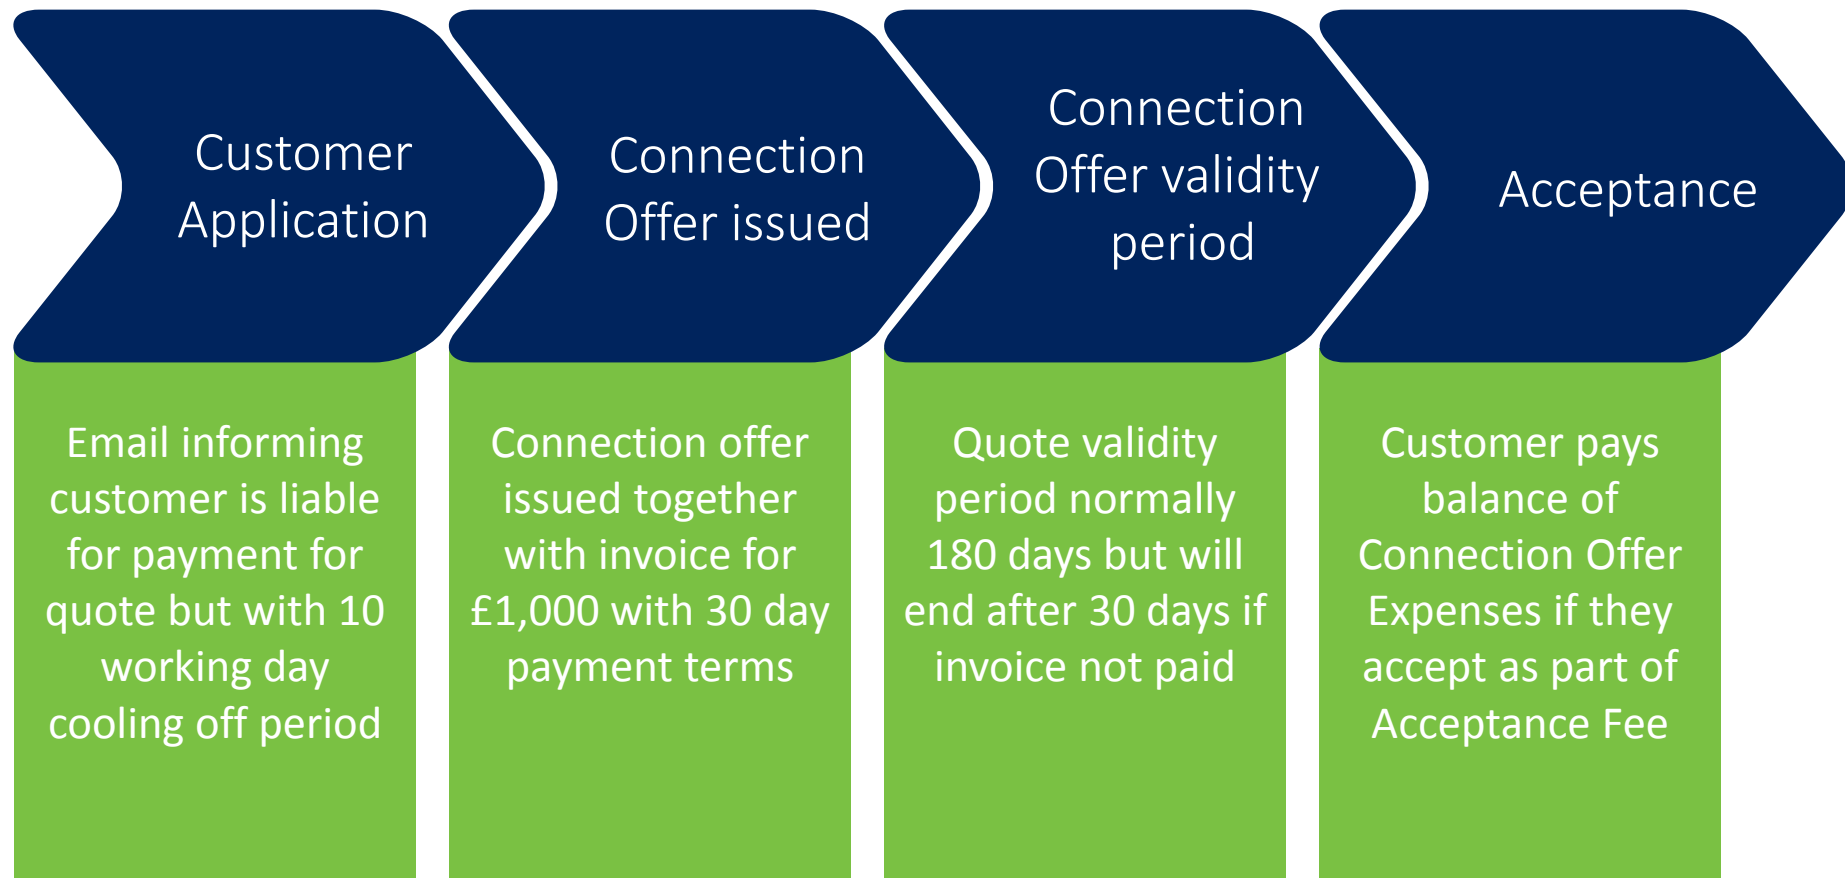 Customer
Application
Connection
Offer issued
Connection
Offer validity
period
Acceptance
Email informing
customer is liable
for payment for
quote but with 10
working day
cooling off period
Connection offer
issued together
with invoice for
£1,000 with 30 day
payment terms
Quote validity
period normally
180 days but will
end after 30 days if
invoice not paid
Customer pays
balance of
Connection Offer
Expenses if they
accept as part of
Acceptance Fee